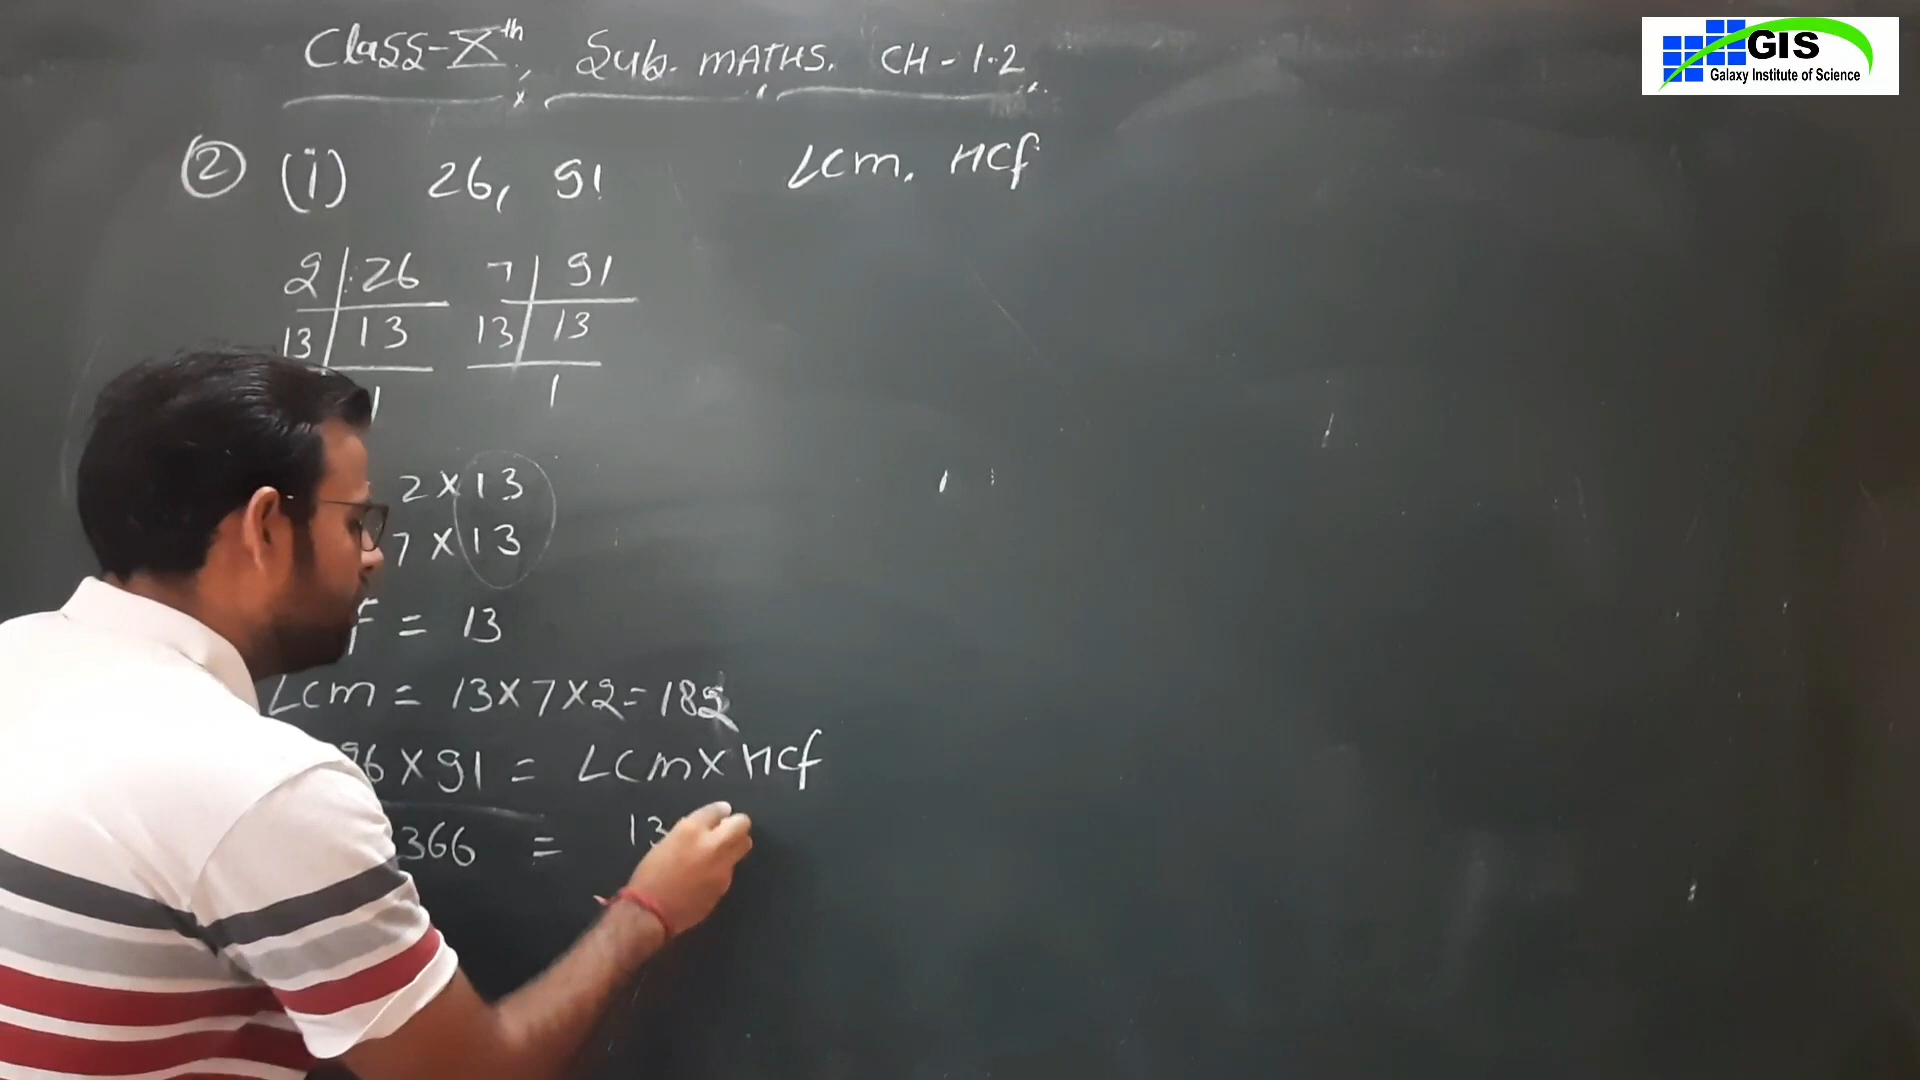 GIS
Galaxy Institute of Science
Class-Xth, Sub. MATHS. CH-1.2
② (i) 26, 91 LCM. HCF
2 | 26 7 | 91
13 | 13 13 | 13
1 1
2×13
7×13
F = 13
LCM = 13×7×2=182
26×91 = LCM×HCF
366 = 13